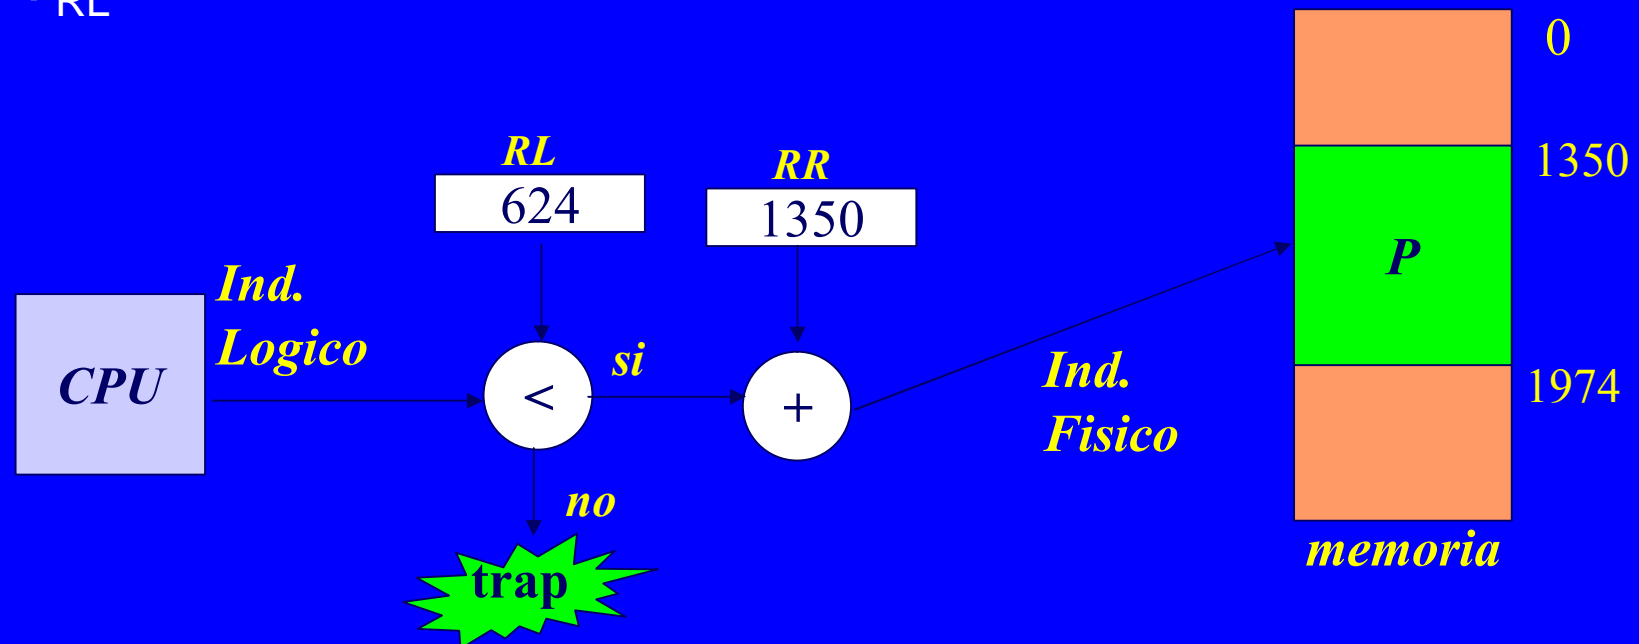 RL
0
RL
RR
1350
624
1350
Ind.
Logico
P
si
CPU
<
+
Ind.
Fisico
1974
no
trap
memoria